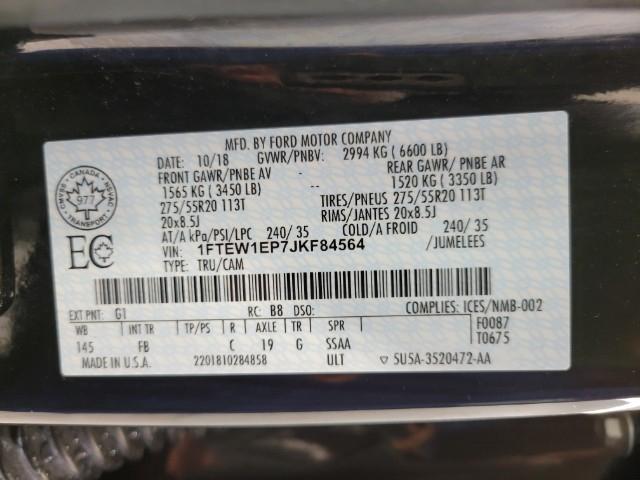 MFD. BY FORD MOTOR COMPANY
DATE: 10/18 GVWR/PNBV: 2994 KG ( 6600 LB)
FRONT GAWR/PNBE AV -- REAR GAWR/ PNBE AR
1565 KG ( 3450 LB) 1520 KG ( 3350 LB)
275/55R20 113T TIRES/PNEUS 275/55R20 113T
20x8.5J RIMS/JANTES 20x8.5J
AT/A kPa/PSI/LPC 240/ 35 COLD/A FROID 240/ 35
VIN: 1FTEW1EP7JKF84564 /JUMELEES
TYPE: TRU/CAM
CMVSS - CANADA - NSVAC
977
TRANSPORT
EC
EXT PNT: G1 RC: B8 DSO: COMPLIES: ICES/NMB-002
WB INT TR TP/PS R AXLE TR SPR F0087
145 FB C 19 G SSAA T0675
MADE IN U.S.A. 2201810284858 ULT ▽ 5U5A-3520472-AA